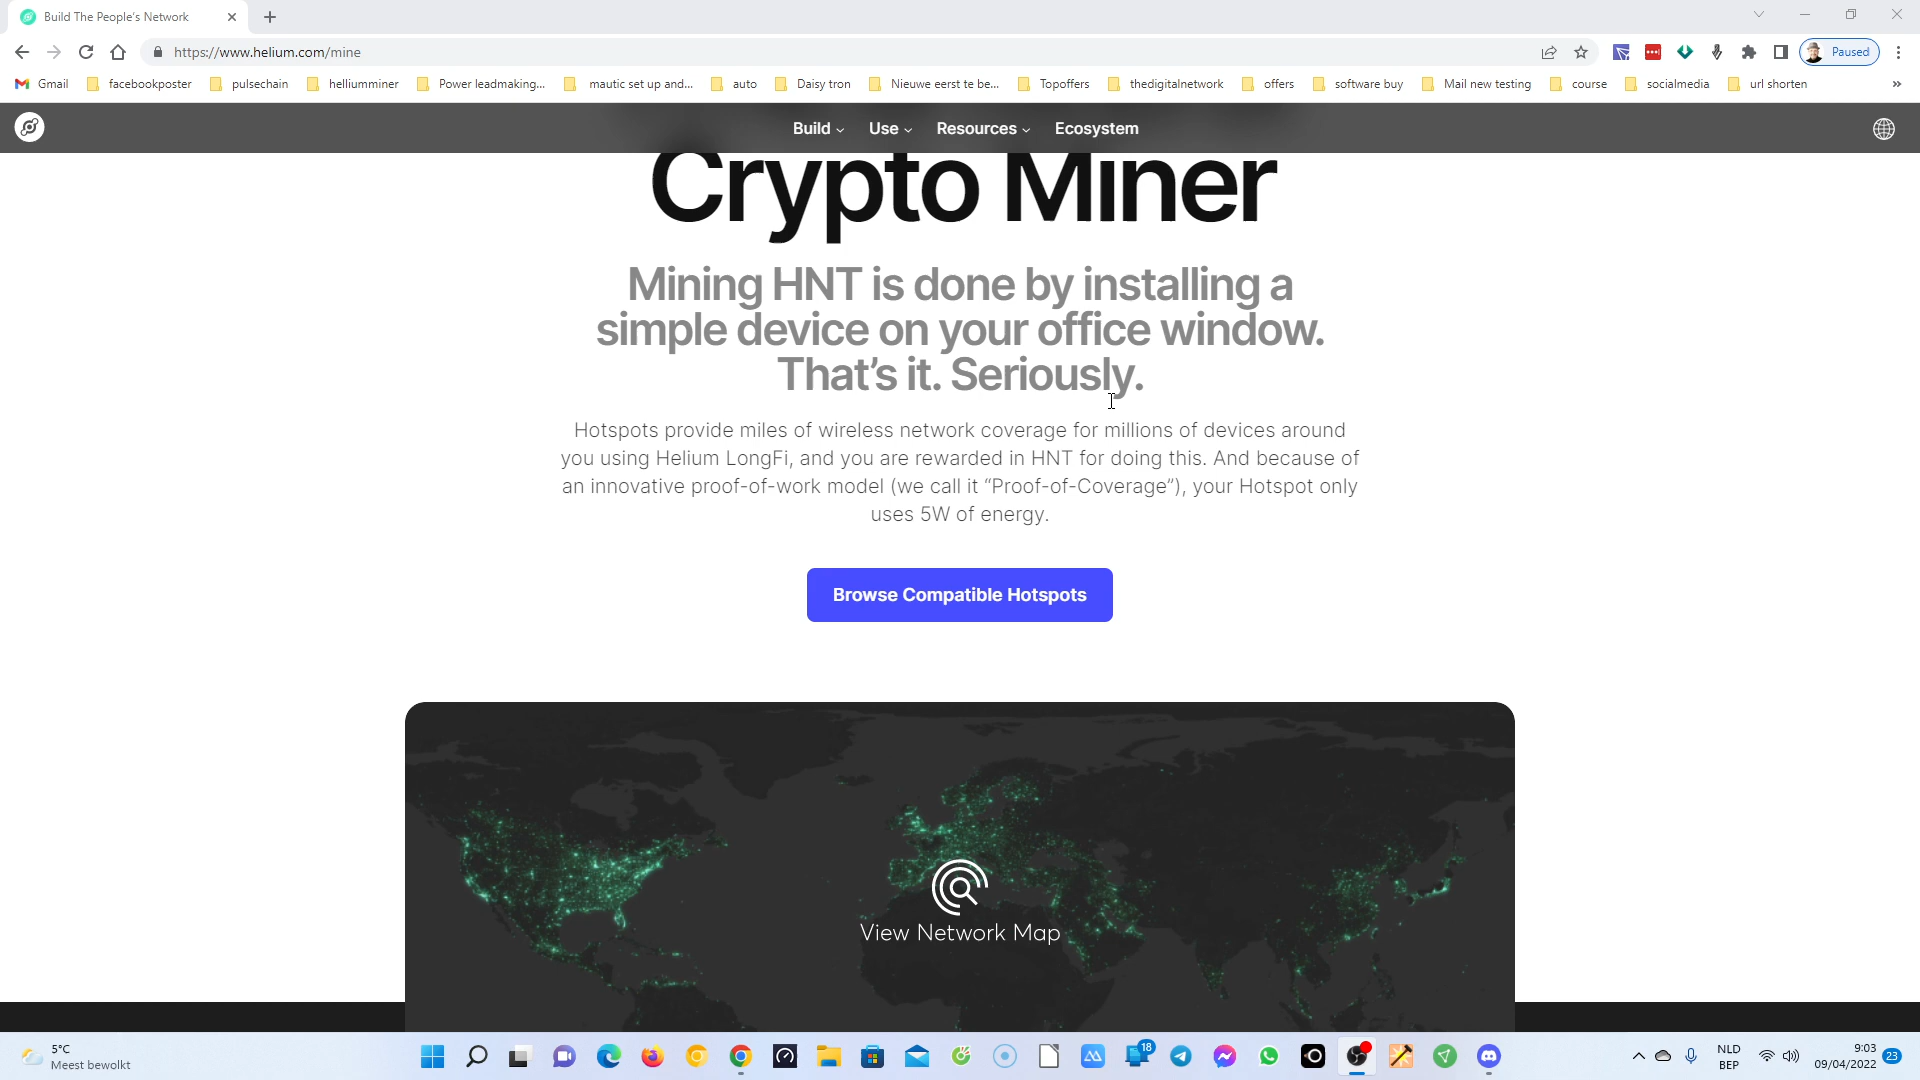 Build The People's Network
https://www.helium.com/mine
Paused
Gmail facebookposter pulsechain helliumminer Power leadmaking... mautic set up and... auto Daisy tron Nieuwe eerst te be... Topoffers thedigitalnetwork offers software buy Mail new testing course socialmedia url shorten »
Build Use Resources Ecosystem
Crypto Miner
Mining HNT is done by installing a
simple device on your office window.
That’s it. Seriously.
Hotspots provide miles of wireless network coverage for millions of devices around
you using Helium LongFi, and you are rewarded in HNT for doing this. And because of
an innovative proof-of-work model (we call it “Proof-of-Coverage”), your Hotspot only
uses 5W of energy.
Browse Compatible Hotspots
View Network Map
5°C
Meest bewolkt
18
NLD
BEP
9:03
09/04/2022
23